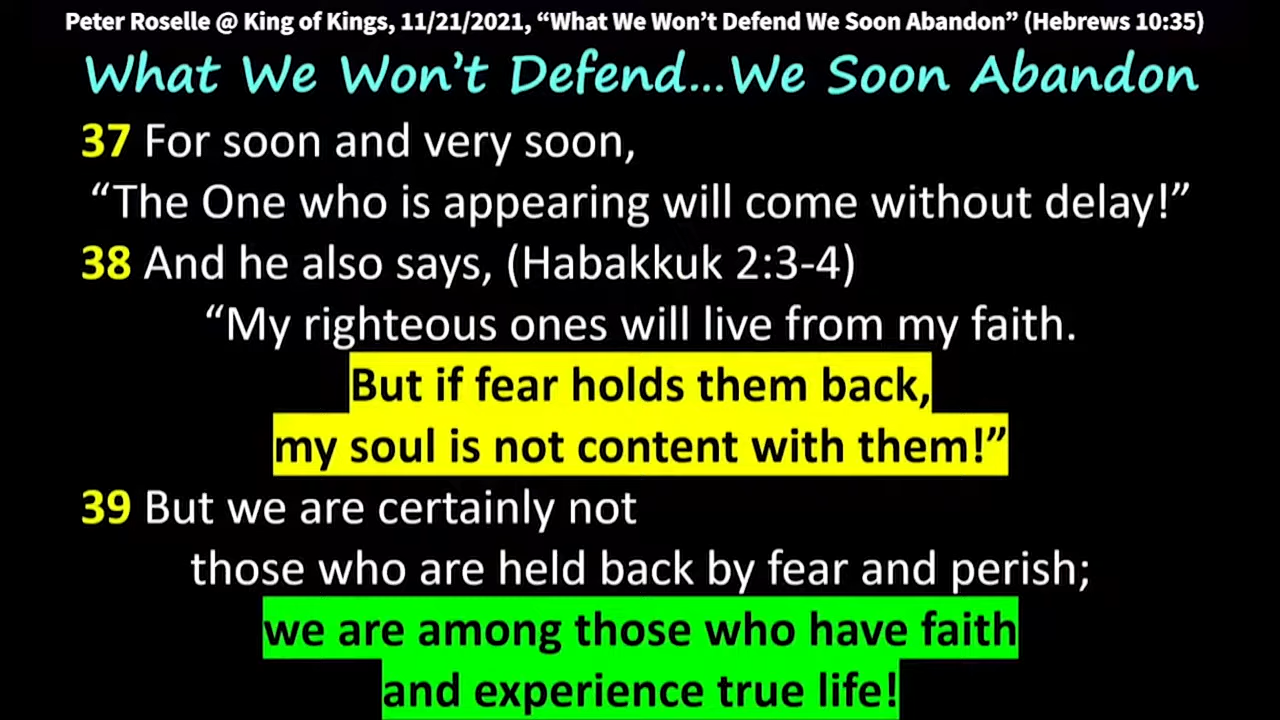 Peter Roselle @ King of Kings, 11/21/2021, “What We Won’t Defend We Soon Abandon” (Hebrews 10:35)
What We Won’t Defend...We Soon Abandon
37 For soon and very soon,
“The One who is appearing will come without delay!”
38 And he also says, (Habakkuk 2:3-4)
“My righteous ones will live from my faith.
But if fear holds them back,
my soul is not content with them!”
39 But we are certainly not
those who are held back by fear and perish;
we are among those who have faith
and experience true life!